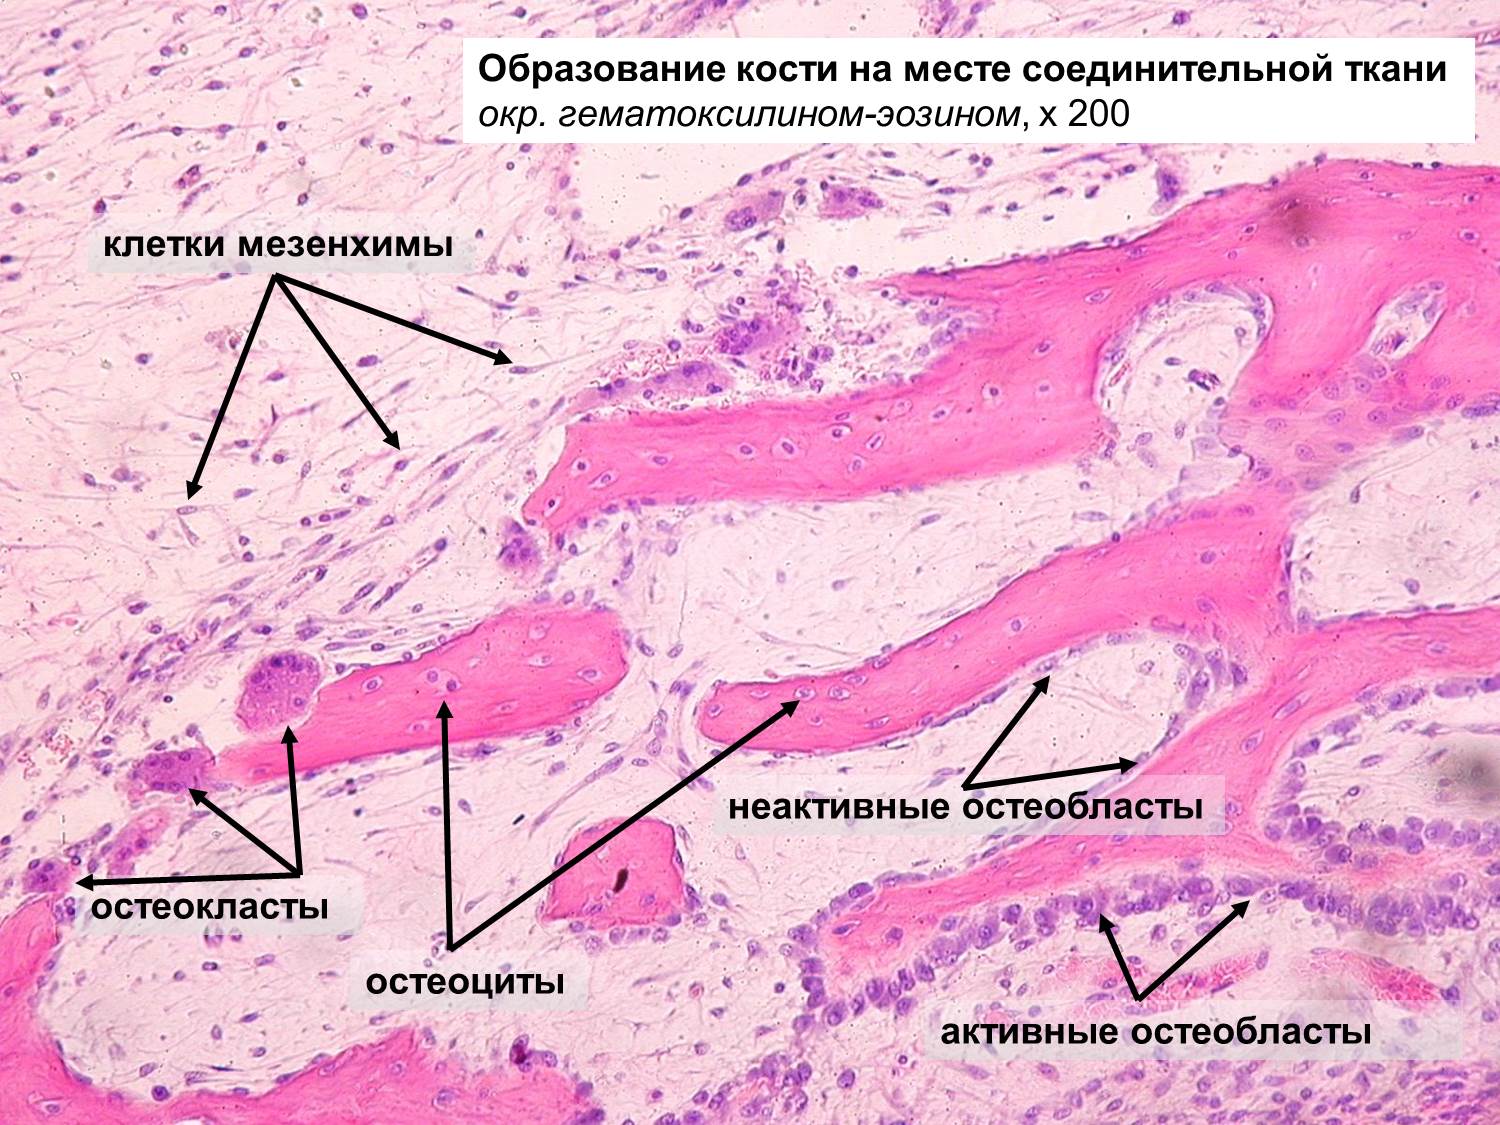 Образование кости на месте соединительной ткани
окр. гематоксилином-эозином, х 200
клетки мезенхимы
неактивные остеобласты
остеокласты
остеоциты
активные остеобласты